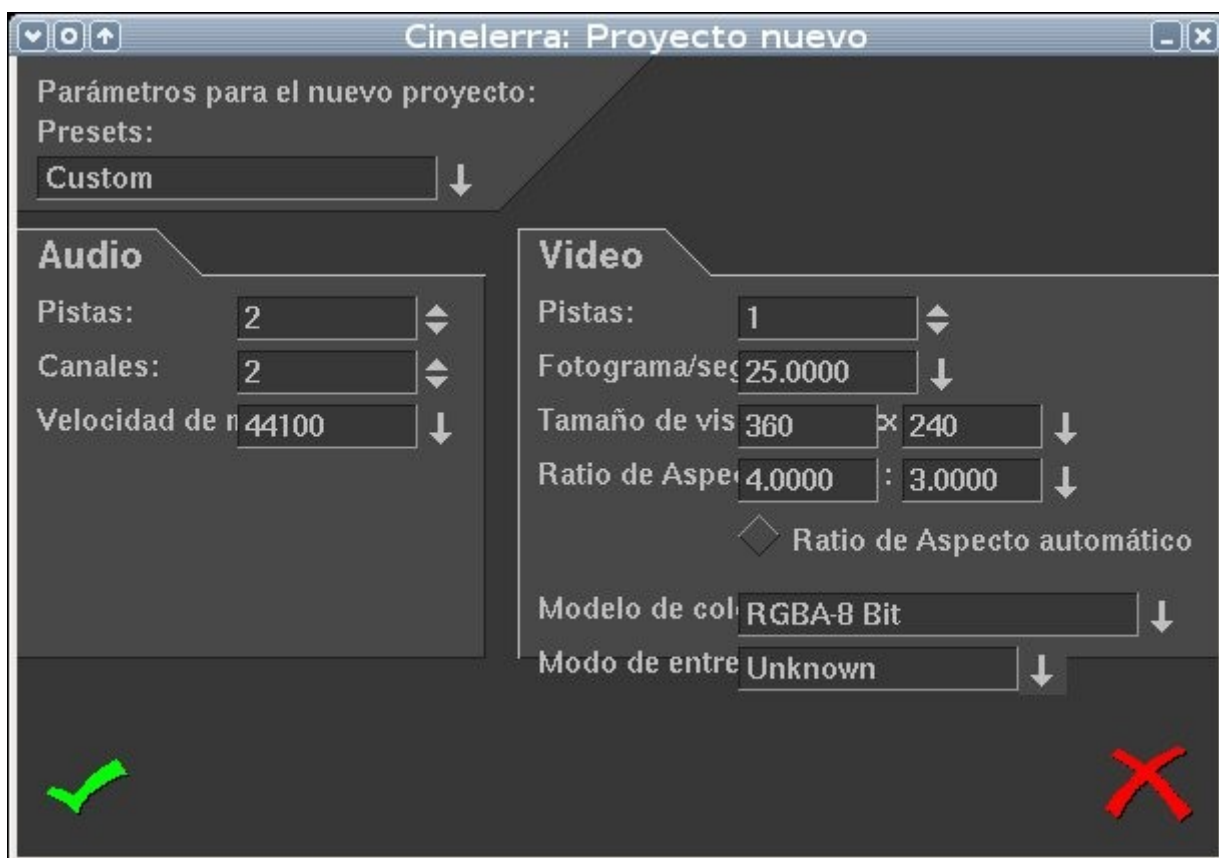 Cinelerra: Proyecto nuevo
Parámetros para el nuevo proyecto:
Presets:
Custom
Audio
Pistas: 2
Canales: 2
Velocidad de 44100
Video
Pistas: 1
Fotograma/seg 25.0000
Tamaño de vis 360 x 240
Ratio de Aspe 4.0000 : 3.0000
Ratio de Aspecto automático
Modelo de col RGBA-8 Bit
Modo de entre Unknown